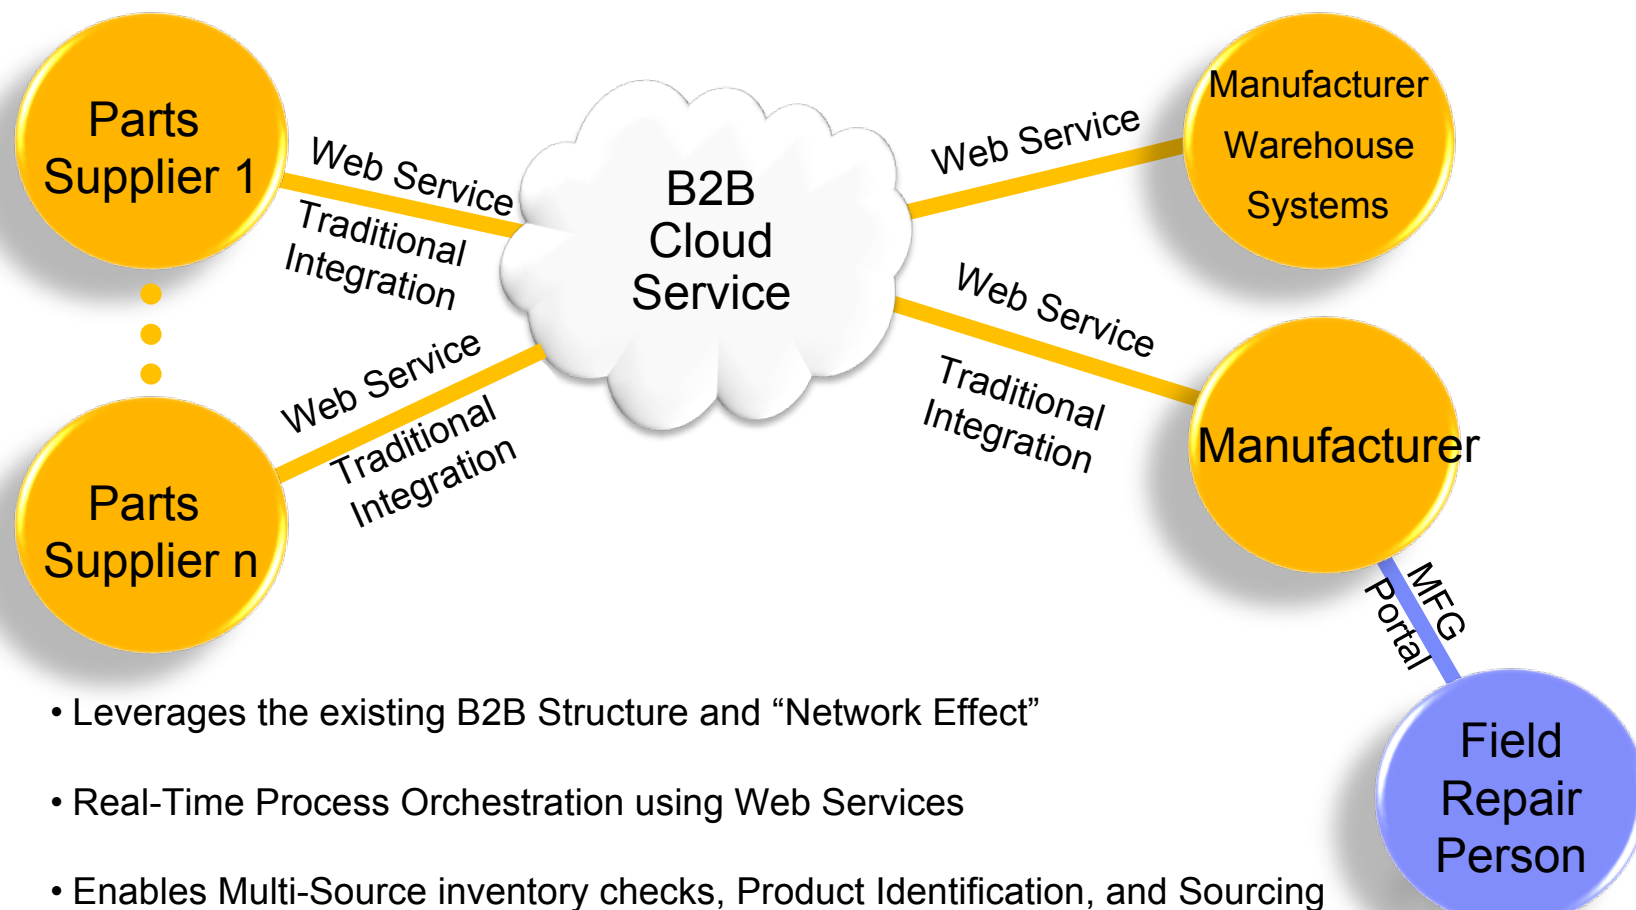 Parts
Supplier 1
Web Service
Traditional
Integration
B2B
Cloud
Service
Web Service
Manufacturer
Warehouse
Systems
Web Service
Traditional
Integration
Parts
Supplier n
Web Service
Traditional
Integration
Manufacturer
MFG
Portal
Field
Repair
Person
• Leverages the existing B2B Structure and “Network Effect”
• Real-Time Process Orchestration using Web Services
• Enables Multi-Source inventory checks, Product Identification, and Sourcing